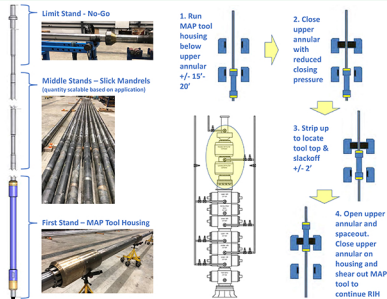 Limit Stand - No-Go
Middle Stands – Slick Mandrels
(quantity scalable based on application)
First Stand – MAP Tool Housing
1. Run
MAP tool
housing
below
upper
annular
+/- 15'-
20'
2. Close
upper
annular
with
reduced
closing
pressure
3. Strip up
to locate
tool top &
slackoff
+/- 2'
4. Open upper
annular and
spaceout.
Close upper
annular on
housing and
shear out MAP
tool to
continue RIH